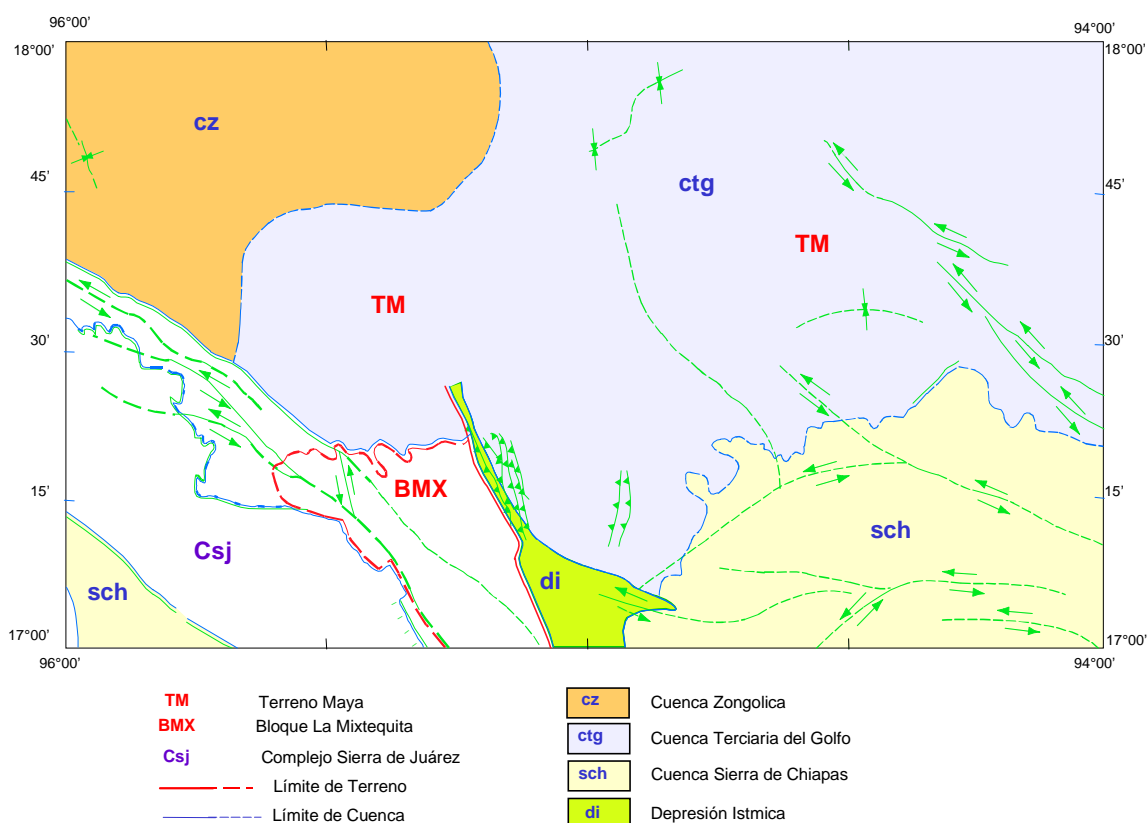 96°00' 94°00'
18°00' 18°00'
cz
ctg
45' 45'
TM
TM
30' 30'
BMX
15' 15'
sch
Csj
di
sch
17°00' 17°00'
96°00' 94°00'
TM Terreno Maya
BMX Bloque La Mixtequita
Csj Complejo Sierra de Juárez
Límite de Terreno
Límite de Cuenca
cz Cuenca Zongolica
ctg Cuenca Terciaria del Golfo
sch Cuenca Sierra de Chiapas
di Depresión Istmica